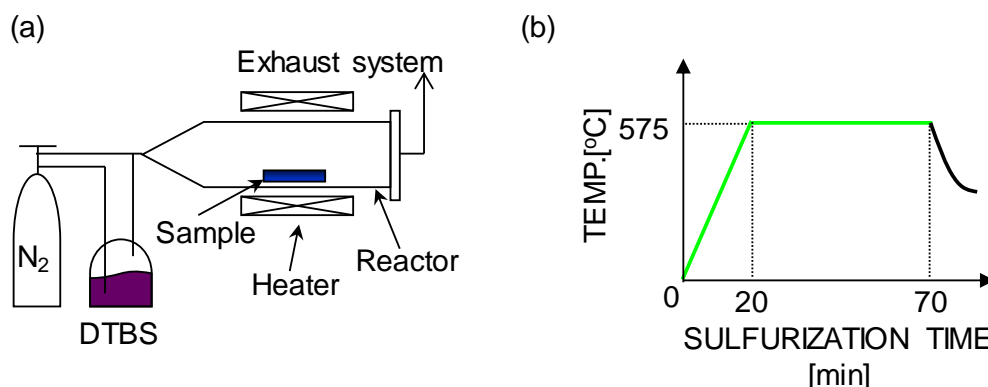 (a)
Exhaust system
Sample
Heater
Reactor
N₂
DTBS
(b)
TEMP.[ºC]
575
0
20
70
SULFURIZATION TIME
[min]